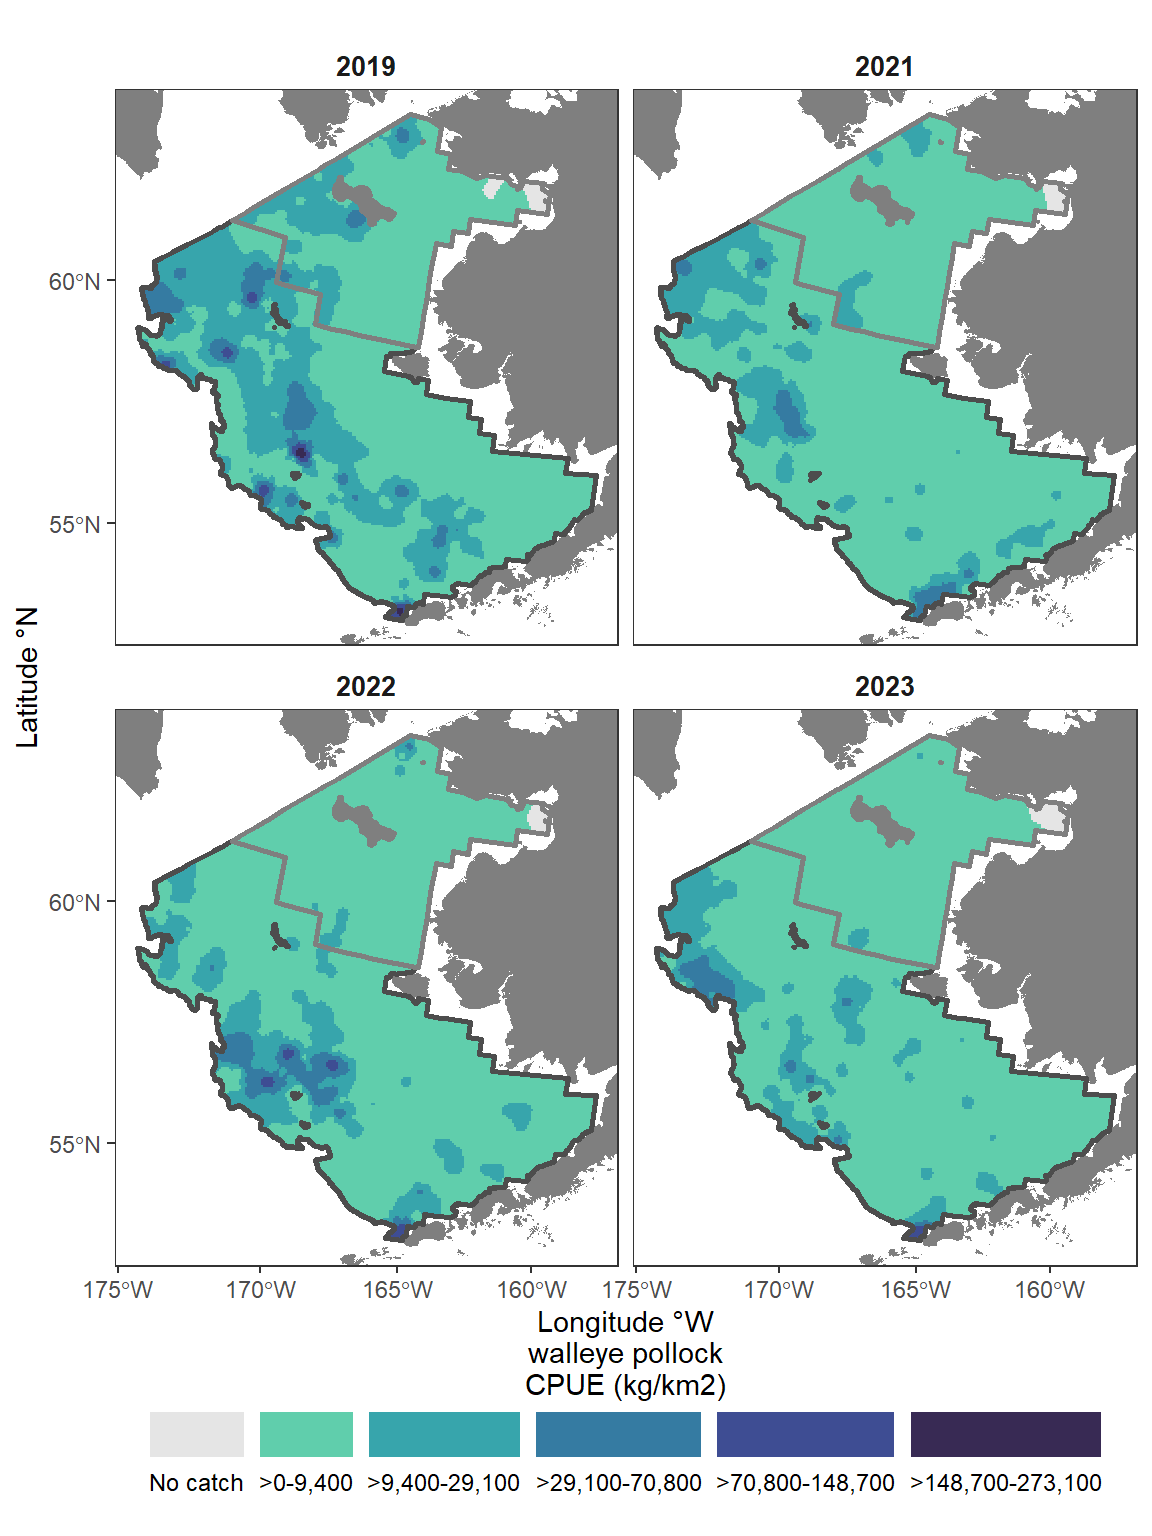 2019
2021
60°N
55°N
Latitude °N
2022
2023
60°N
55°N
175°W
170°W
165°W
160°W
175°W
170°W
165°W
160°W
Longitude °W
walleye pollock
CPUE (kg/km2)
No catch
>0-9,400
>9,400-29,100
>29,100-70,800
>70,800-148,700
>148,700-273,100